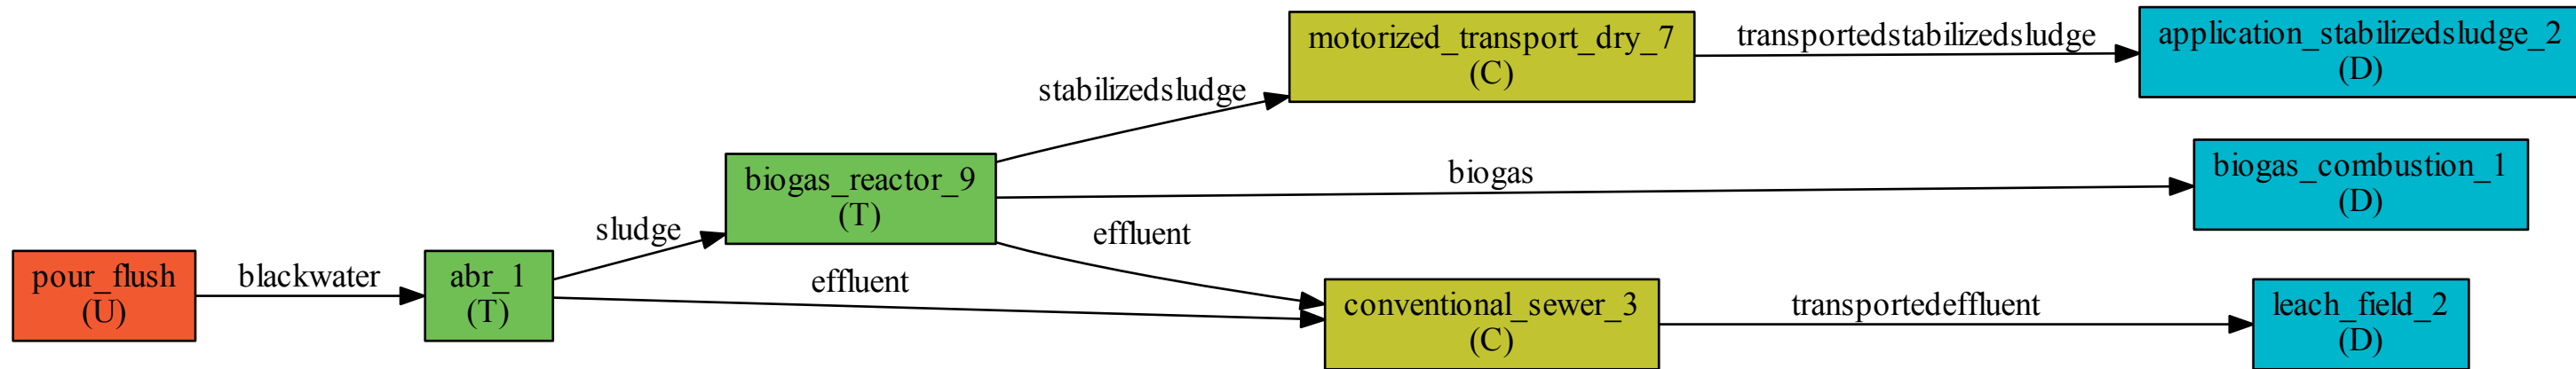 pour_flush
(U)
blackwater
abr_1
(T)
sludge
effluent
biogas_reactor_9
(T)
stabilizedsludge
biogas
effluent
motorized_transport_dry_7
(C)
conventional_sewer_3
(C)
transportedstabilizedsludge
transportedeffluent
application_stabilizedsludge_2
(D)
biogas_combustion_1
(D)
leach_field_2
(D)